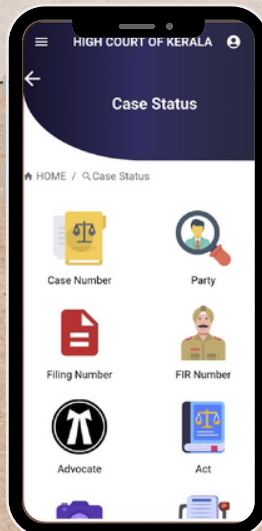 HIGH COURT OF KERALA
Case Status
HOME / Case Status
Case Number
Party
Filing Number
FIR Number
Advocate
Act